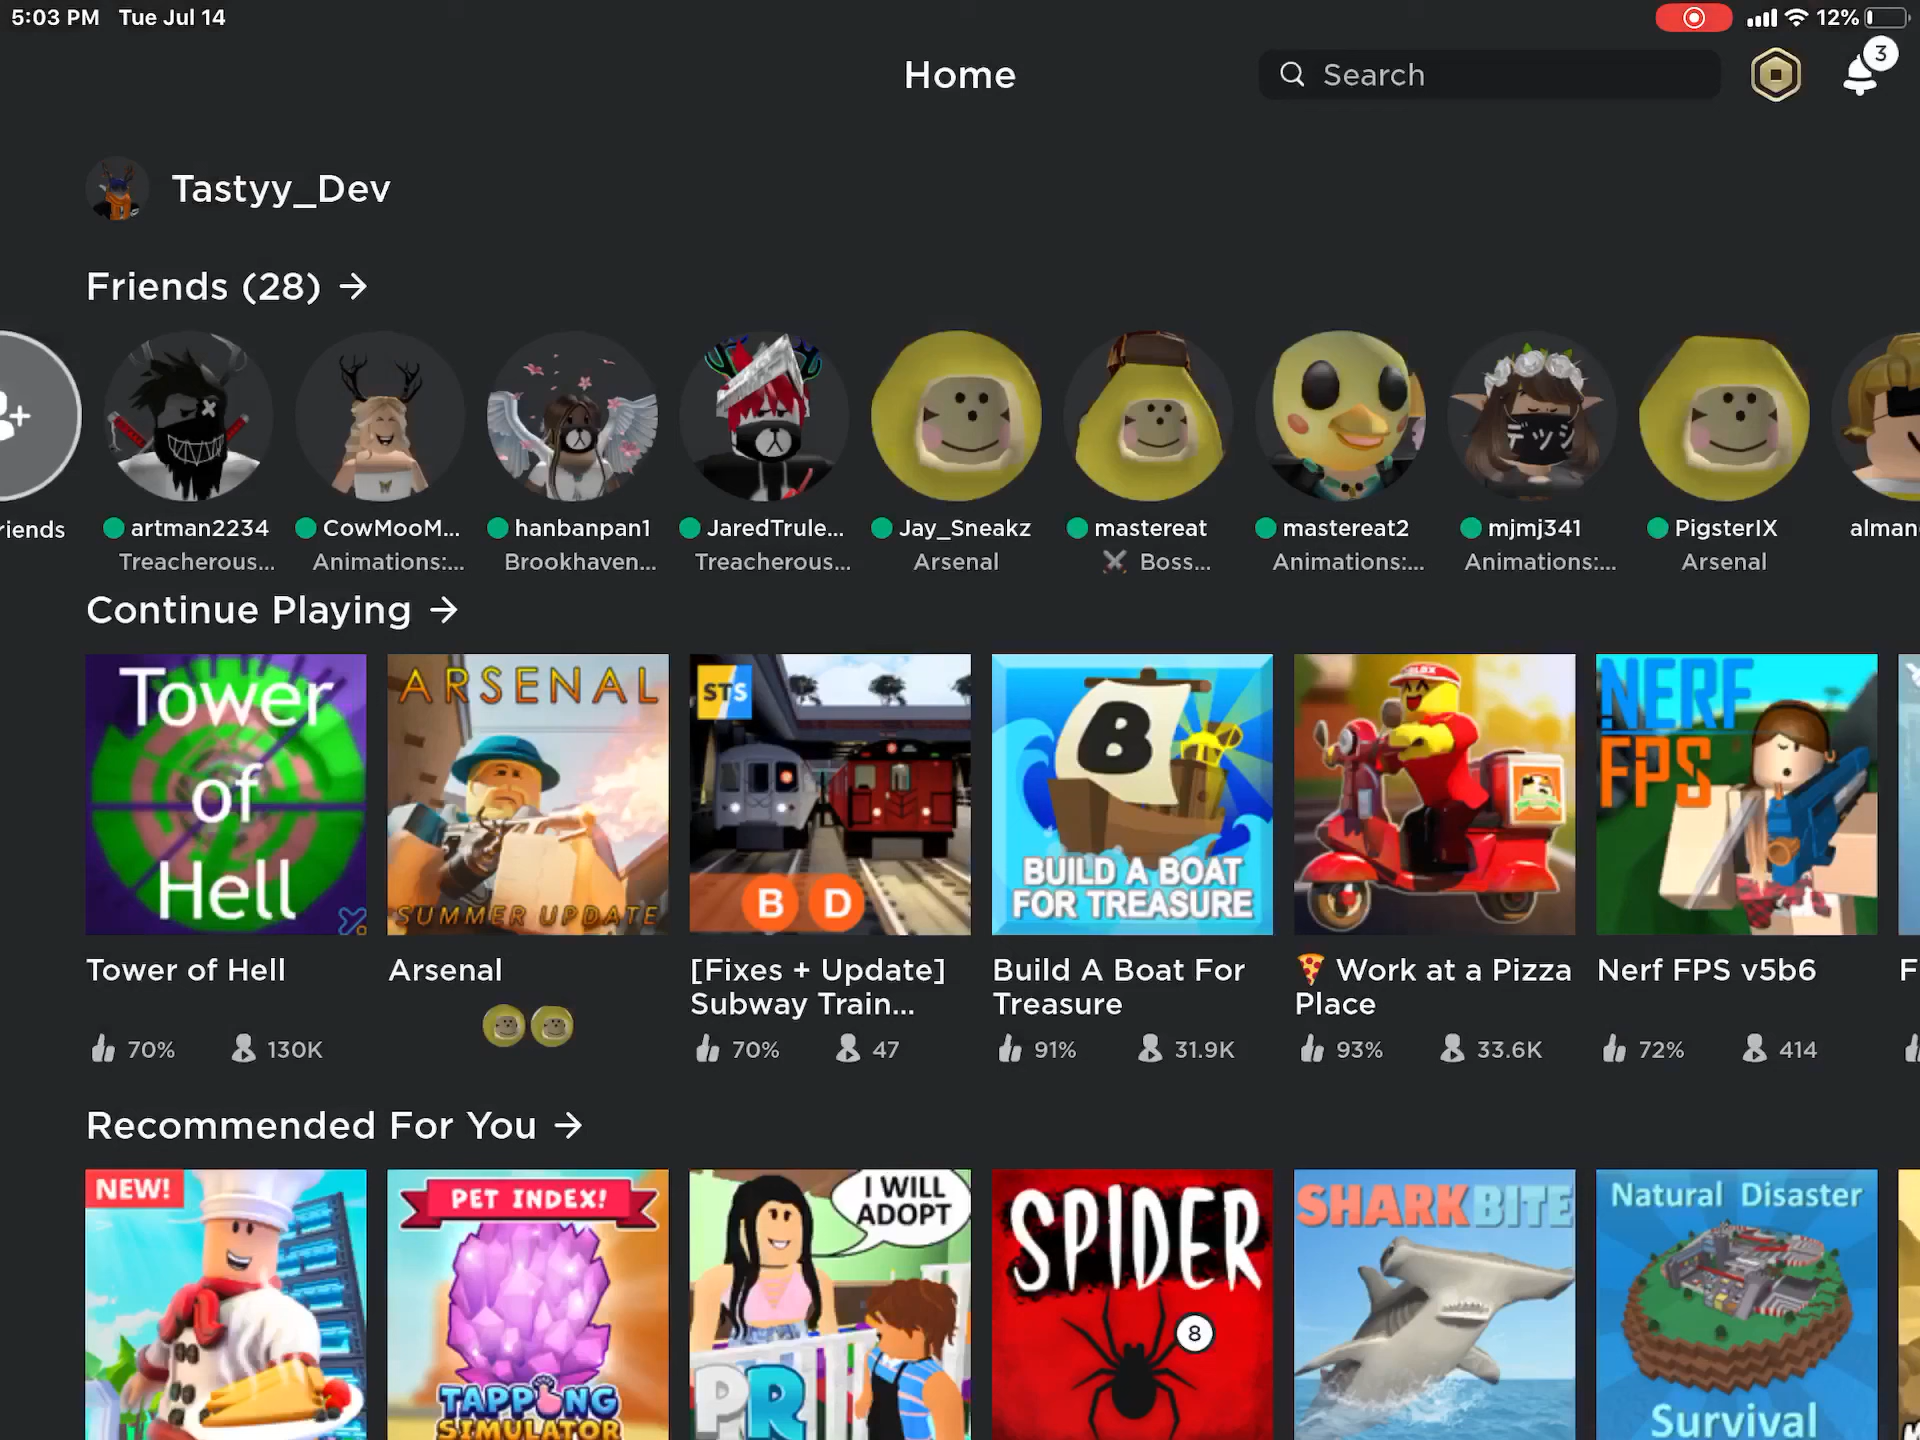 5:03 PM Tue Jul 14
12%
Home
Search
3
Tastyy_Dev
Friends (28) →
riends
artman2234
CowMooM...
hanbanpan1
JaredTrule...
Jay_Sneakz
mastereat
mastereat2
mjmj341
PigsterIX
alman
Treacherous...
Animations:...
Brookhaven...
Treacherous...
Arsenal
⚔ Boss...
Animations:...
Animations:...
Arsenal
デッシ
Continue Playing →
Tower
of
Hell
ARSENAL
SUMMER UPDATE
STS
B D
B
BUILD A BOAT
FOR TREASURE
NERF
FPS
Tower of Hell
Arsenal
[Fixes + Update]
Subway Train...
Build A Boat For
Treasure
🍕 Work at a Pizza
Place
Nerf FPS v5b6
F
70% 130K
70% 47
91% 31.9K
93% 33.6K
72% 414
Recommended For You →
NEW!
PET INDEX!
TAPPING
SIMULATOR
I WILL
ADOPT
PR
SPIDER
8
SHARKBITE
Natural Disaster
Survival